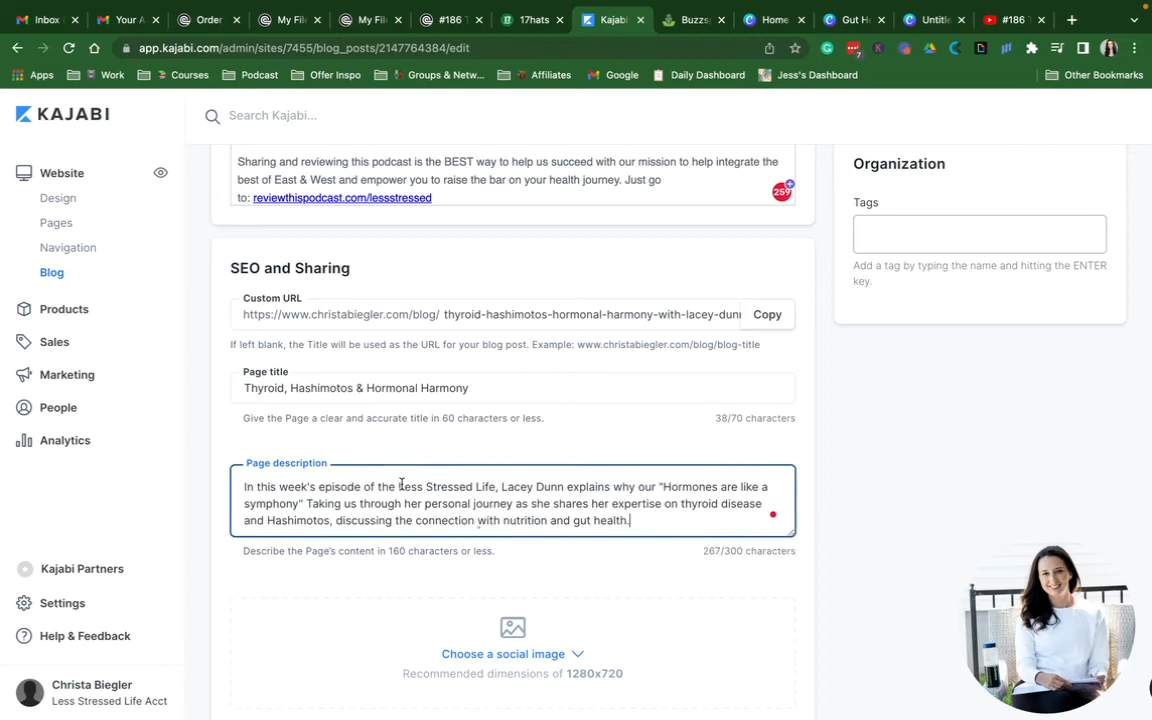 Inbox
Your A
Order
My File
My File
#186 T
17hats
Kajabi
Buzzsp
Home
Gut He
Untitle
#186 T
app.kajabi.com/admin/sites/7455/blog_posts/2147764384/edit
Apps
Work
Courses
Podcast
Offer Inspo
Groups & Netw...
Affiliates
Google
Daily Dashboard
Jess's Dashboard
Other Bookmarks
KAJABI
Search Kajabi...
Website
Design
Pages
Navigation
Blog
Products
Sales
Marketing
People
Analytics
Kajabi Partners
Settings
Help & Feedback
Christa Biegler
Less Stressed Life Acct
Sharing and reviewing this podcast is the BEST way to help us succeed with our mission to help integrate the
best of East & West and empower you to raise the bar on your health journey. Just go
to: reviewthispodcast.com/lessstressed
259
SEO and Sharing
Custom URL
https://www.christabiegler.com/blog/ thyroid-hashimotos-hormonal-harmony-with-lacey-dunn
Copy
If left blank, the Title will be used as the URL for your blog post. Example: www.christabiegler.com/blog/blog-title
Page title
Thyroid, Hashimotos & Hormonal Harmony
Give the Page a clear and accurate title in 60 characters or less.
38/70 characters
Page description
In this week's episode of the Less Stressed Life, Lacey Dunn explains why our "Hormones are like a
symphony" Taking us through her personal journey as she shares her expertise on thyroid disease
and Hashimotos, discussing the connection with nutrition and gut health.
Describe the Page's content in 160 characters or less.
267/300 characters
Choose a social image
Recommended dimensions of 1280x720
Organization
Tags
Add a tag by typing the name and hitting the ENTER
key.